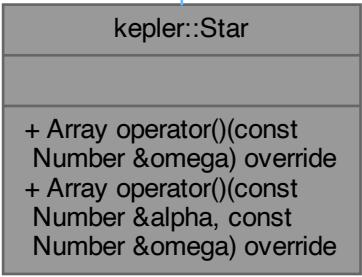 kepler::Star
+ Array operator()(const
Number &omega) override
+ Array operator()(const
Number &alpha, const
Number &omega) override